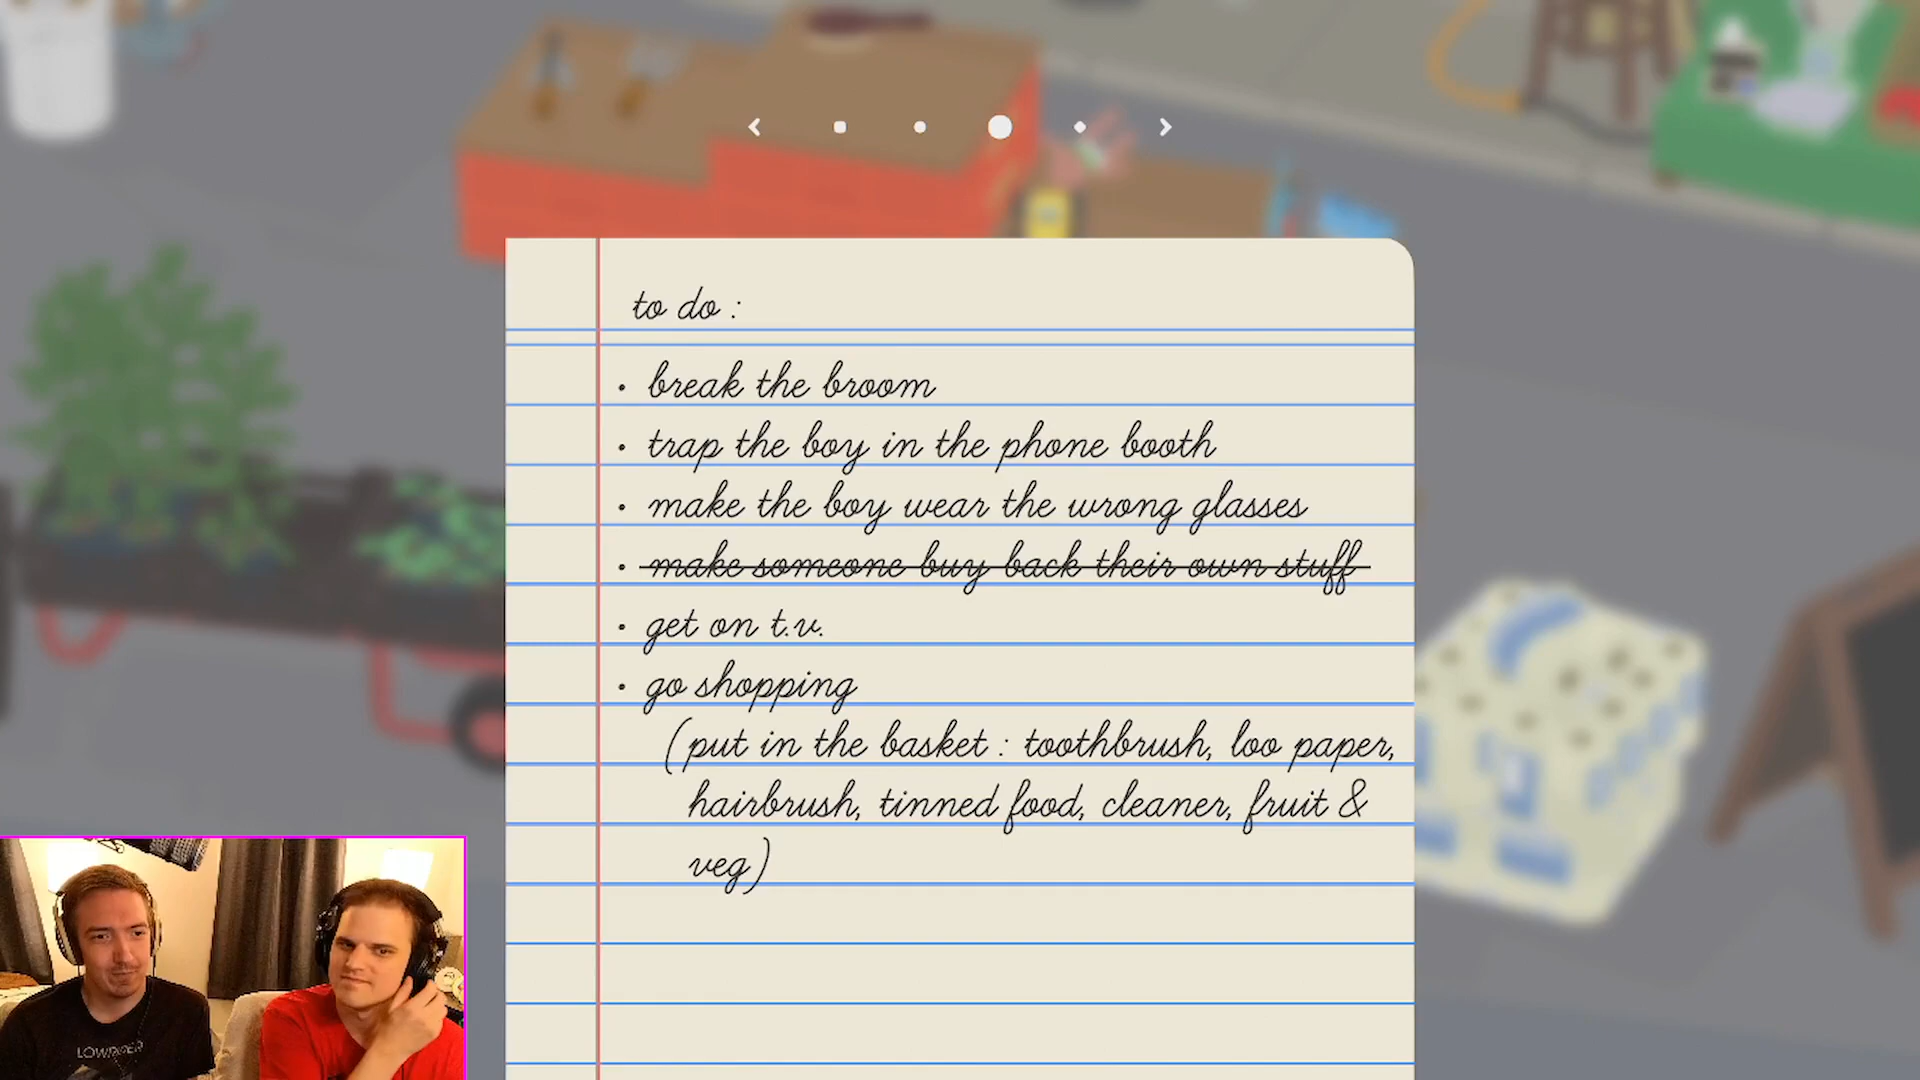 to do :
• break the broom
• trap the boy in the phone booth
• make the boy wear the wrong glasses
• make someone buy back their own stuff
• get on t.v.
• go shopping
(put in the basket : toothbrush, loo paper,
hairbrush, tinned food, cleaner, fruit &
veg)
LOWRIDER